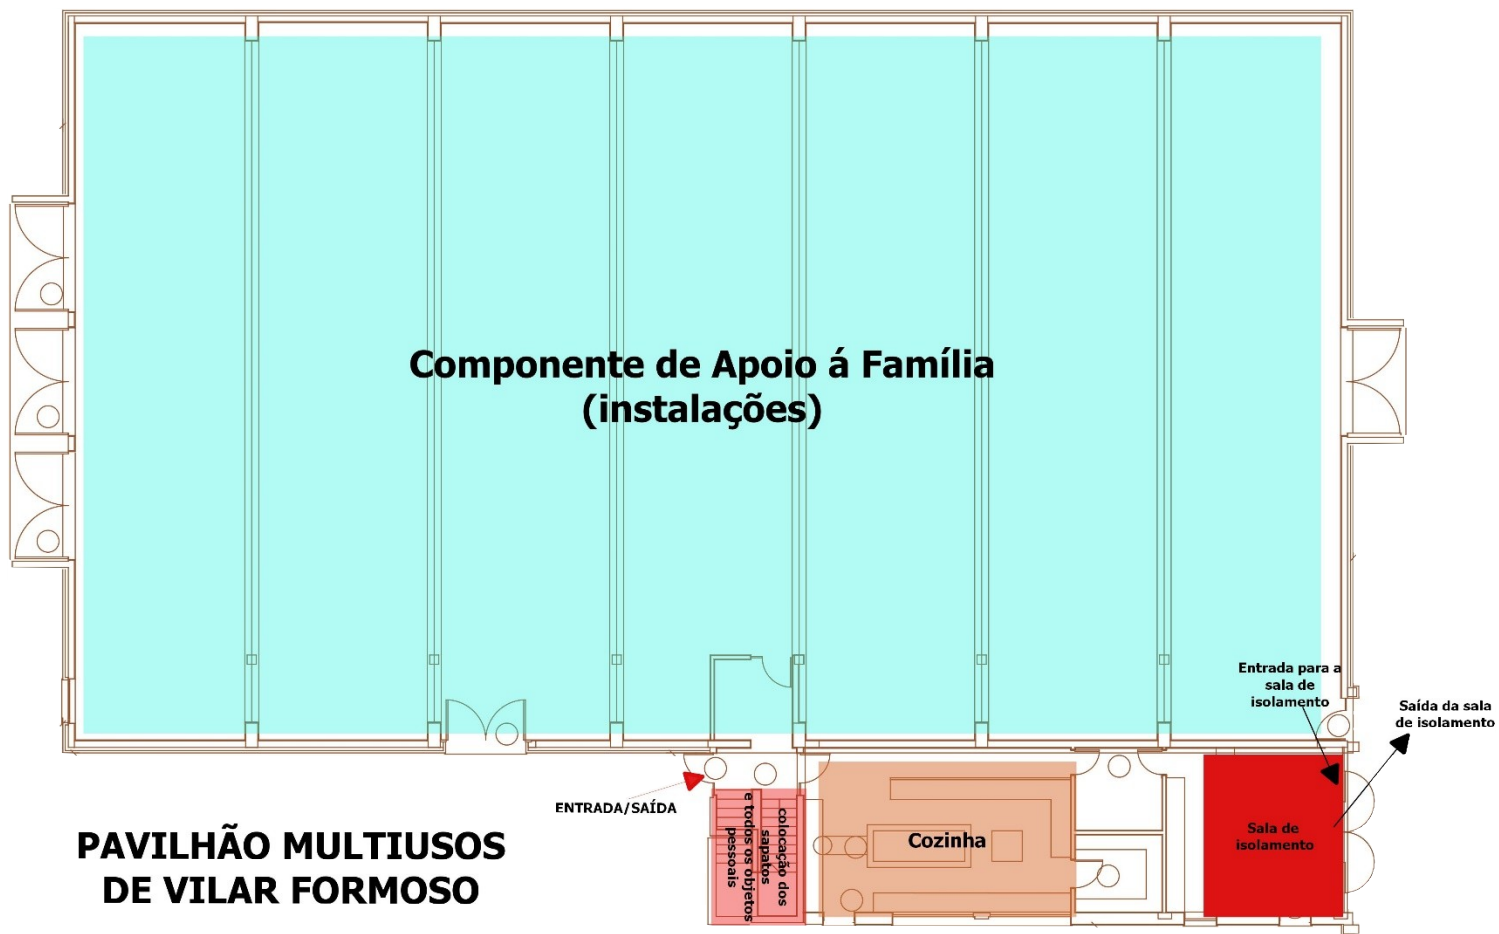 Componente de Apoio á Família
(instalações)
Entrada para a
sala de
isolamento
Saída da sala
de isolamento
ENTRADA/SAÍDA
colocação dos
sapatos
e todos os objetos
pessoais
Cozinha
Sala de
isolamento
PAVILHÃO MULTIUSOS
DE VILAR FORMOSO